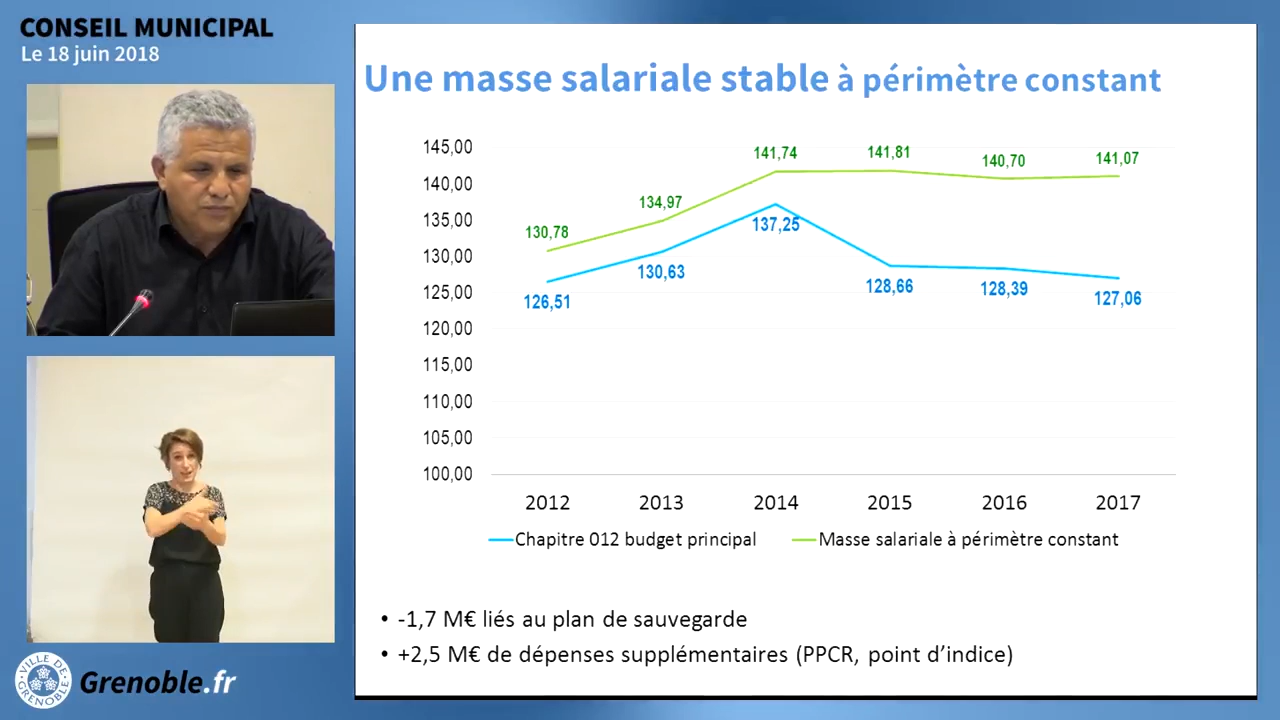 CONSEIL MUNICIPAL
Le 18 juin 2018
Une masse salariale stable à périmètre constant
145,00
140,00
135,00
130,00
125,00
120,00
115,00
110,00
105,00
100,00
141,74
141,81
140,70
141,07
134,97
130,78
137,25
130,63
126,51
128,66
128,39
127,06
2012 2013 2014 2015 2016 2017
Chapitre 012 budget principal Masse salariale à périmètre constant
• -1,7 M€ liés au plan de sauvegarde
• +2,5 M€ de dépenses supplémentaires (PPCR, point d’indice)
VILLE DE GRENOBLE
Grenoble.fr